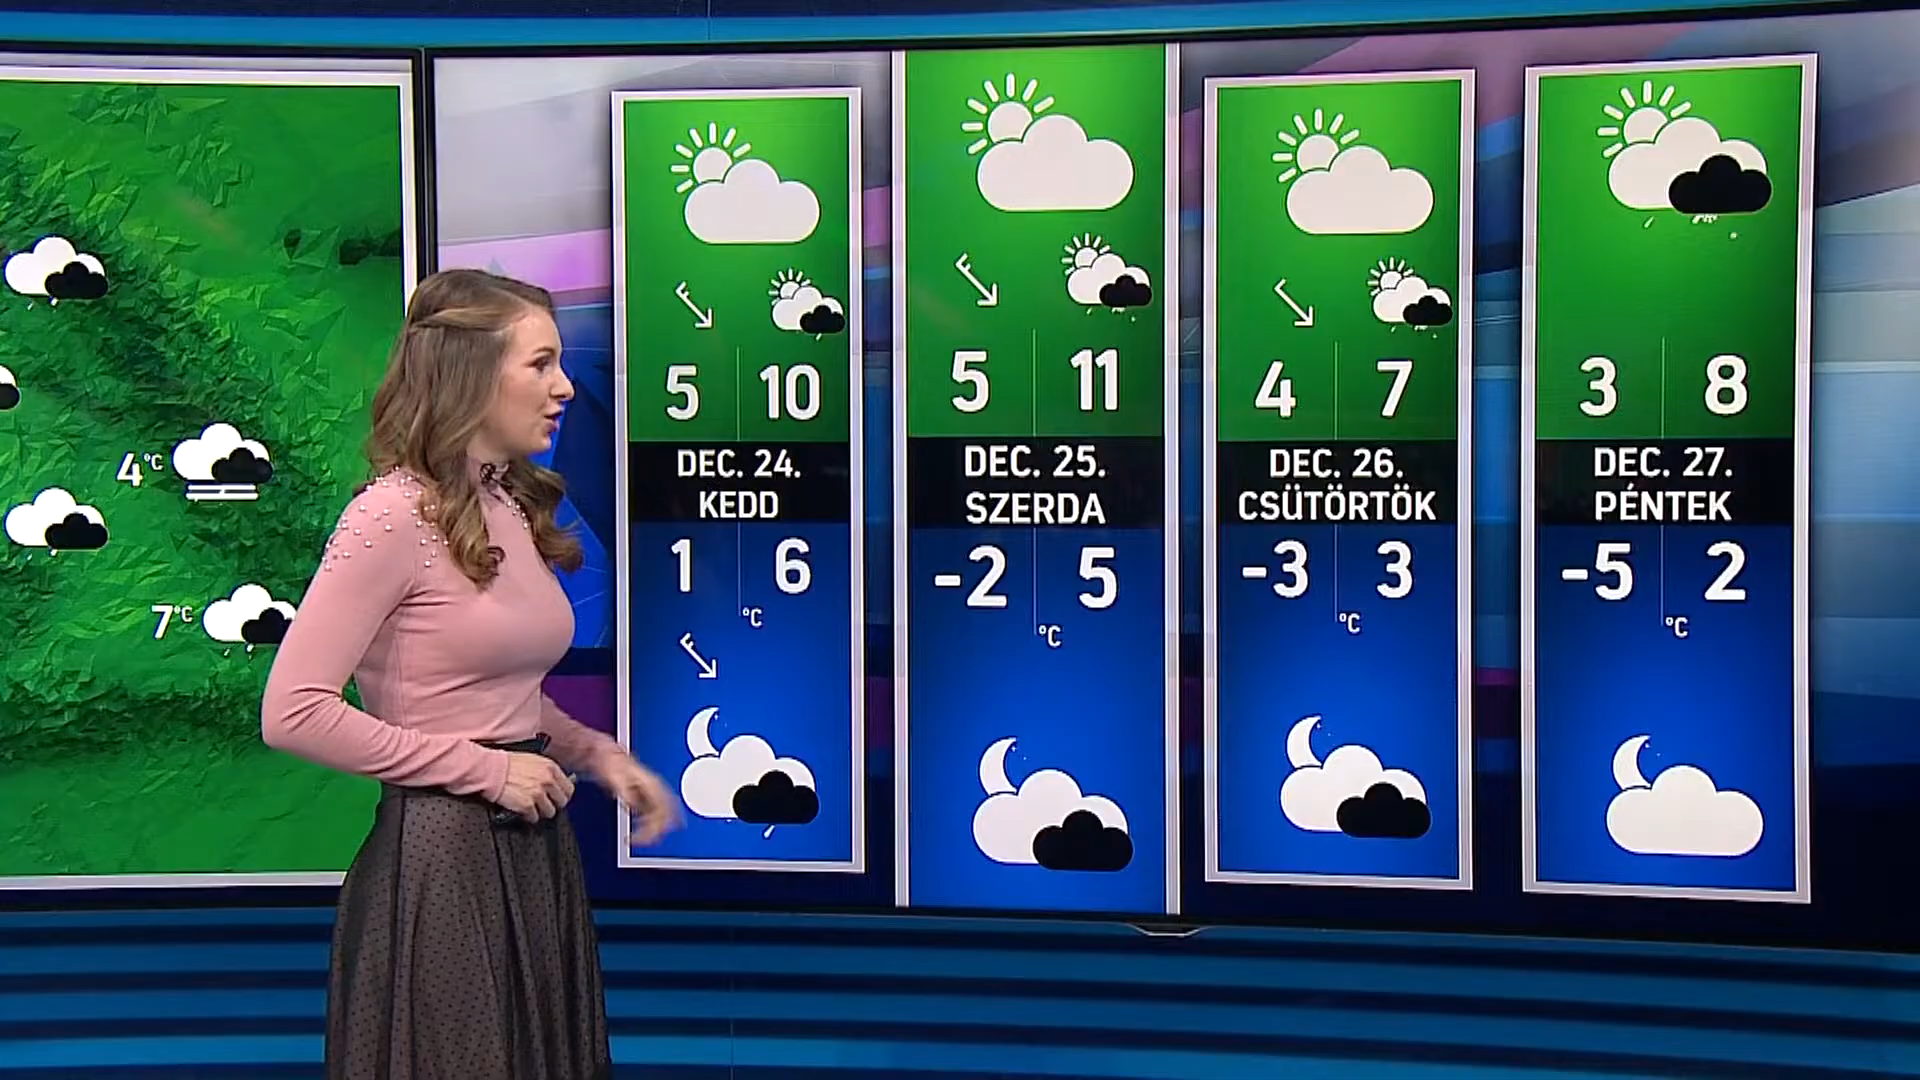 4°C
7°C
5 10
DEC. 24.
KEDD
1 6
°C
5 11
DEC. 25.
SZERDA
-2 5
°C
4 7
DEC. 26.
CSÜTÖRTÖK
-3 3
°C
3 8
DEC. 27.
PÉNTEK
-5 2
°C